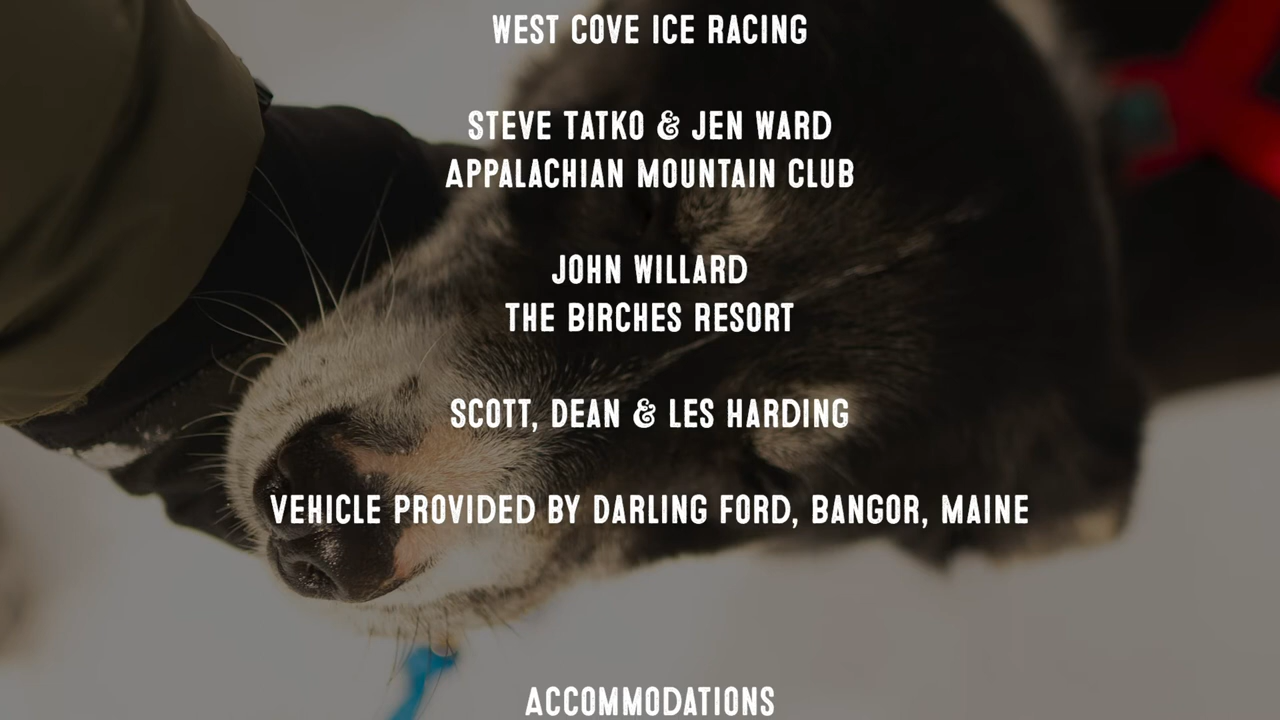 WEST COVE ICE RACING
STEVE TATKO & JEN WARD
APPALACHIAN MOUNTAIN CLUB
JOHN WILLARD
THE BIRCHES RESORT
SCOTT, DEAN & LES HARDING
VEHICLE PROVIDED BY DARLING FORD, BANGOR, MAINE
ACCOMMODATIONS